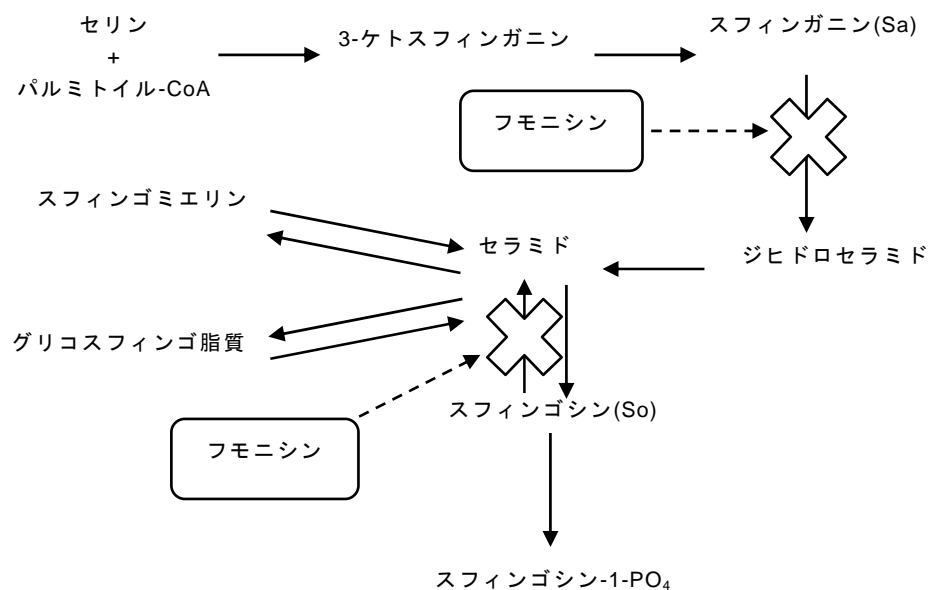 セリン
+
パルミトイル-CoA
3-ケトスフィンガニン
スフィンガニン(Sa)
フモニシン
スフィンゴミエリン
セラミド
ジヒドロセラミド
グリコスフィンゴ脂質
スフィンゴシン(So)
フモニシン
スフィンゴシン-1-PO₄